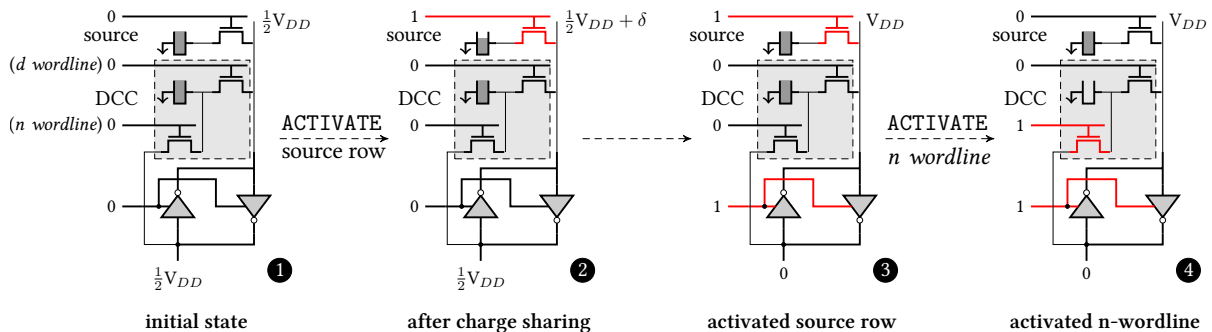 0 ½V_DD 1 ½V_DD + δ 1 V_DD 0 V_DD
source source source source
(d wordline) 0 0 0 0
DCC DCC DCC DCC
(n wordline) 0 ACTIVATE 0 0 ACTIVATE 1
source row n wordline
0 0 1 1
½V_DD 1 ½V_DD 2 0 3 0 4
initial state after charge sharing activated source row activated n-wordline